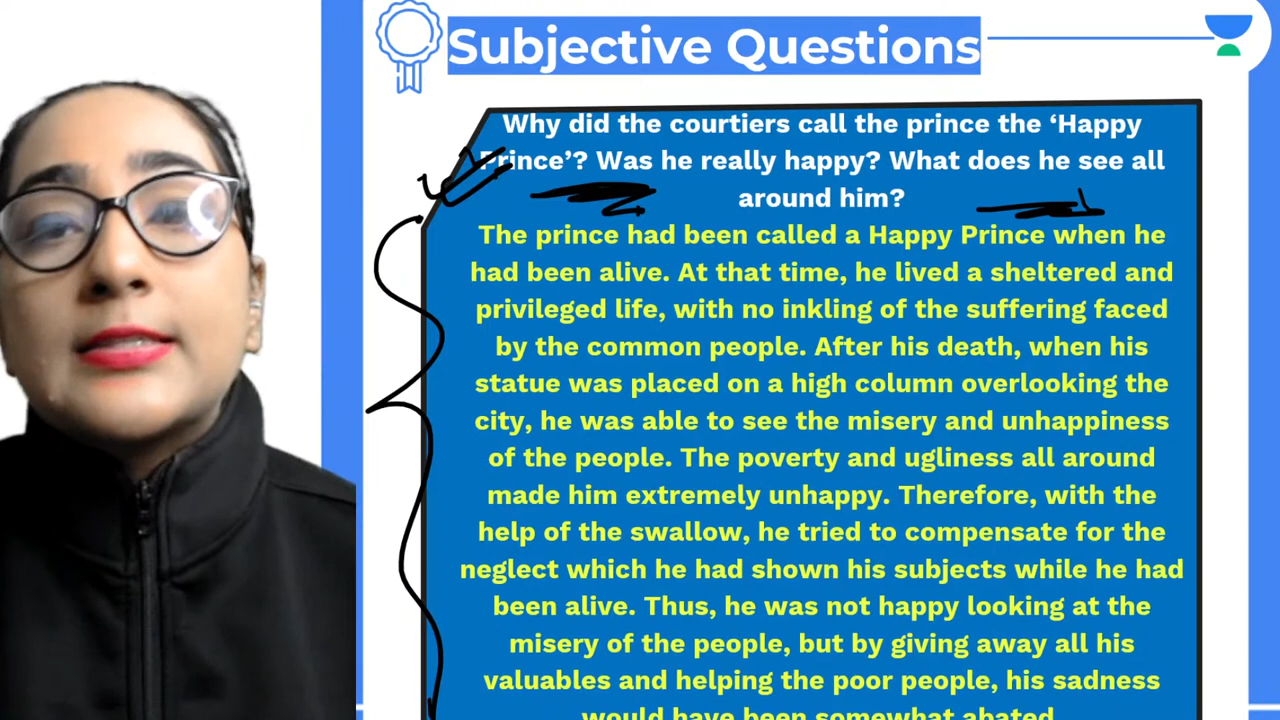 Subjective Questions
Why did the courtiers call the prince the ‘Happy
Prince’? Was he really happy? What does he see all
around him?
The prince had been called a Happy Prince when he
had been alive. At that time, he lived a sheltered and
privileged life, with no inkling of the suffering faced
by the common people. After his death, when his
statue was placed on a high column overlooking the
city, he was able to see the misery and unhappiness
of the people. The poverty and ugliness all around
made him extremely unhappy. Therefore, with the
help of the swallow, he tried to compensate for the
neglect which he had shown his subjects while he had
been alive. Thus, he was not happy looking at the
misery of the people, but by giving away all his
valuables and helping the poor people, his sadness
would have been somewhat abated